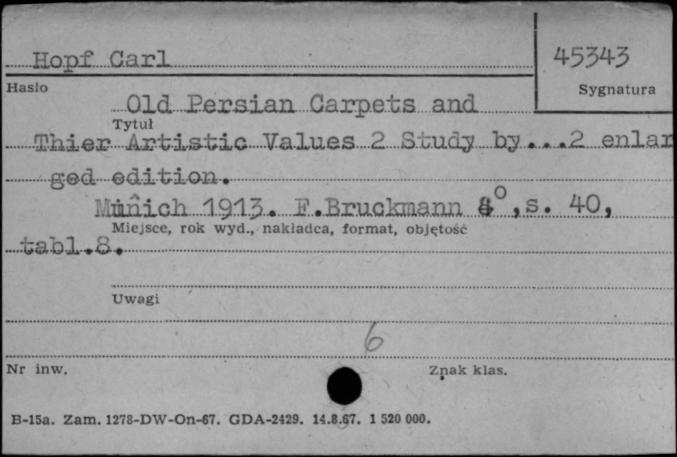 Hopf Carl
45343
Hasło
Sygnatura
Old Persian Carpets and
Tytuł
Thier Artistic Values 2 Study by...2 enlar
ged edition.
Munich 1913. F.Bruckmann 4⁰,s. 40,
Miejsce, rok wyd., nakładca, format, objętość
tabl.8.
Uwagi
6
Nr inw.
Znak klas.
B-15a. Zam. 1278-DW-On-67. GDA-2429. 14.8.67. 1 520 000.